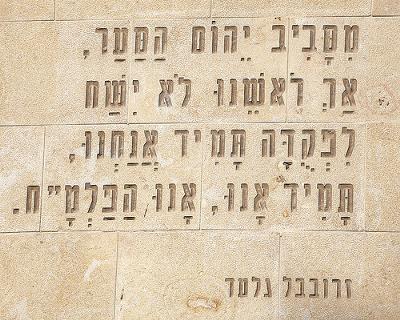 מִסָּבִיב יֵהוֹם הַסַּעַר,
אַךְ רֹאשֵׁנוּ לֹא יִשַּׁח
לִפְקֻדָּה תָּמִיד אֲנַחְנוּ,
תָּמִיד אָנוּ, אָנוּ הַפַּלְמָ"ח.
זרובבל גלעד